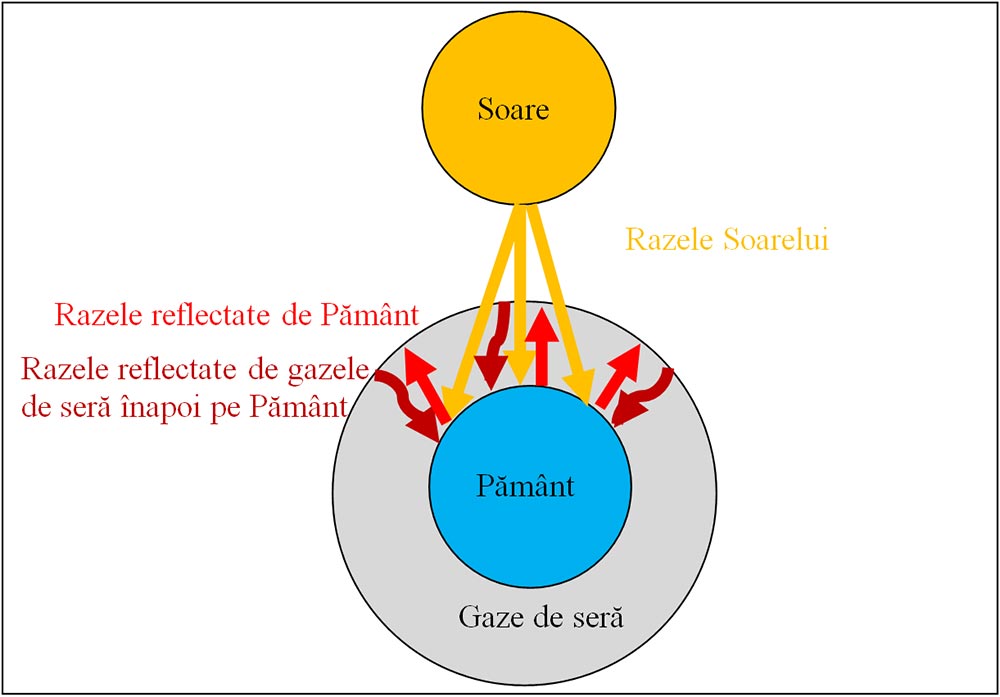 Soare
Razele Soarelui
Razele reflectate de Pământ
Razele reflectate de gazele
de seră înapoi pe Pământ
Pământ
Gaze de seră